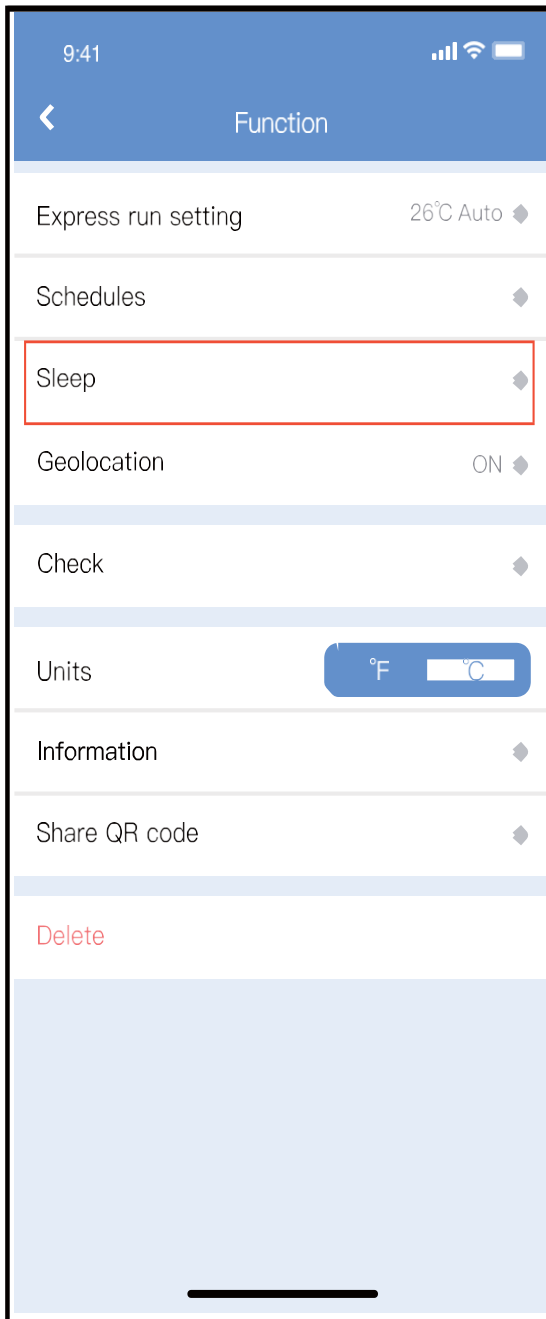 9:41
Function
Express run setting 26°C Auto
Schedules
Sleep
Geolocation ON
Check
Units °F °C
Information
Share QR code
Delete